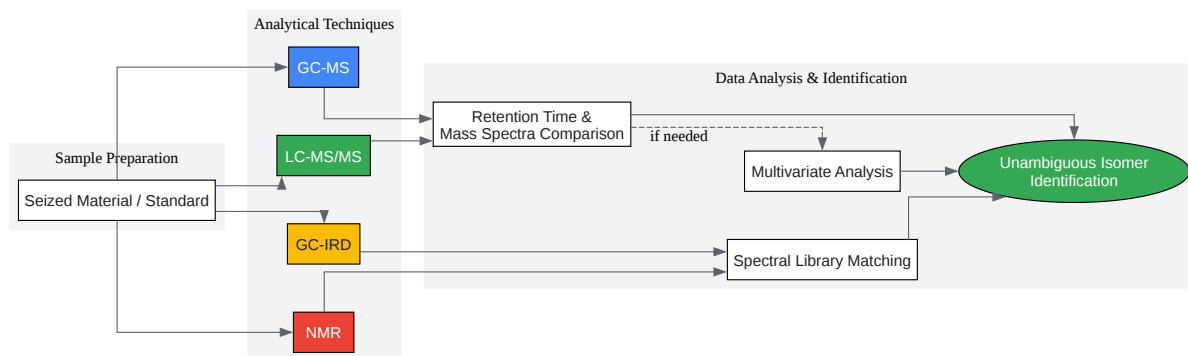 Analytical Techniques
GC-MS
Data Analysis & Identification
Retention Time &
Mass Spectra Comparison
if needed
LC-MS/MS
Sample Preparation
Seized Material / Standard
Multivariate Analysis
Unambiguous Isomer
Identification
GC-IRD
Spectral Library Matching
NMR